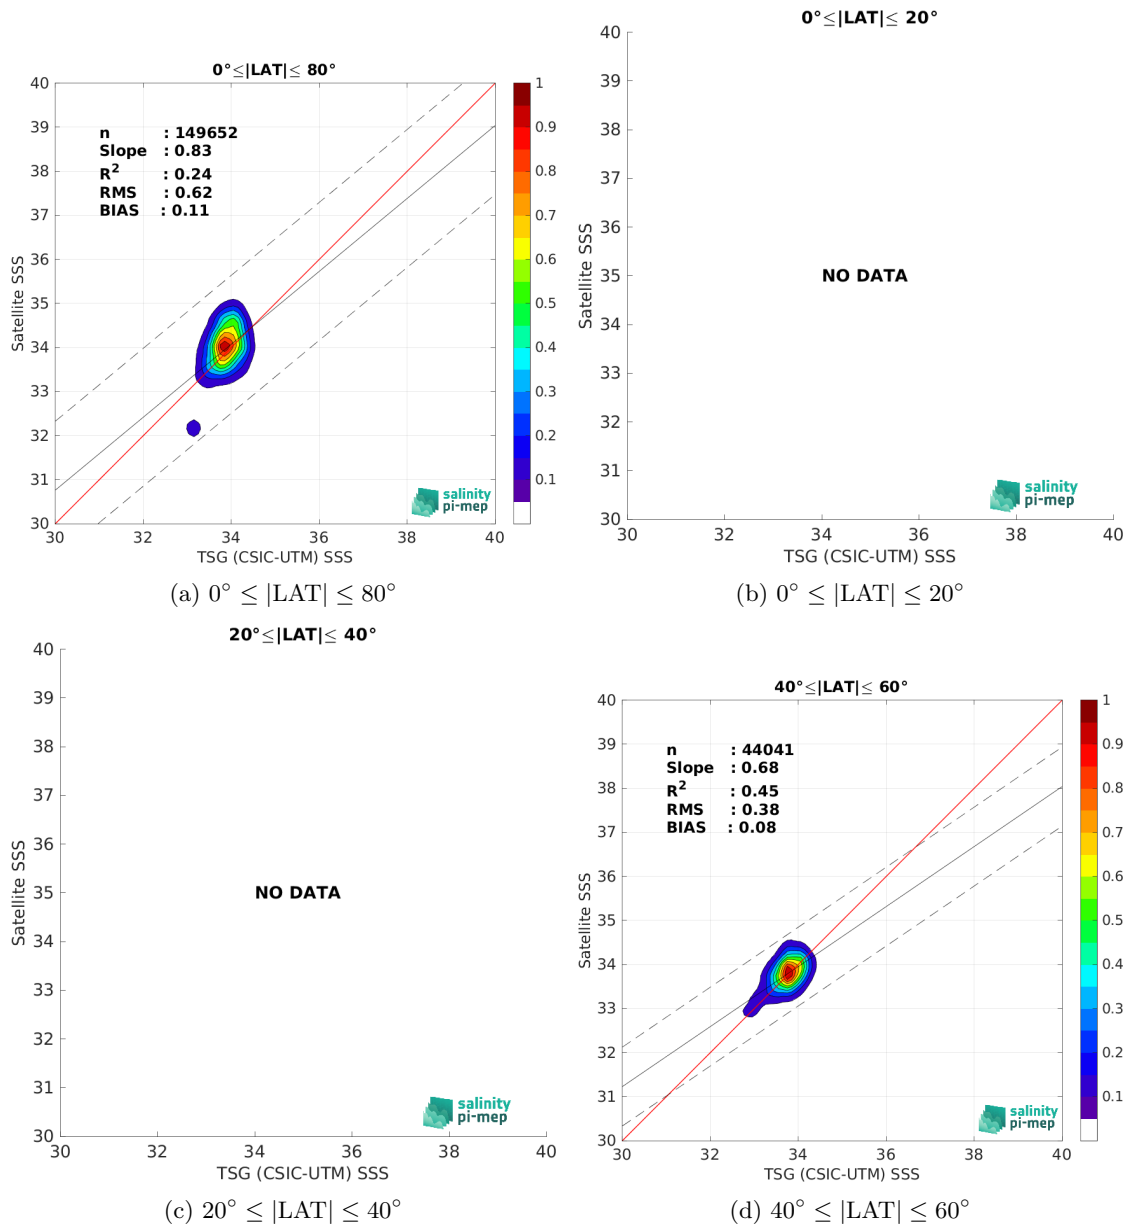 0°≤|LAT|≤ 80°
40
39
38
37
36
35
34
33
32
31
30
Satellite SSS
n : 149652
Slope : 0.83
R² : 0.24
RMS : 0.62
BIAS : 0.11
1
0.9
0.8
0.7
0.6
0.5
0.4
0.3
0.2
0.1
salinity
pi-mep
30 32 34 36 38 40
TSG (CSIC-UTM) SSS
(a) 0° ≤ |LAT| ≤ 80°
0°≤|LAT|≤ 20°
40
39
38
37
36
35
34
33
32
31
30
Satellite SSS
NO DATA
salinity
pi-mep
30 32 34 36 38 40
TSG (CSIC-UTM) SSS
(b) 0° ≤ |LAT| ≤ 20°
20°≤|LAT|≤ 40°
40
39
38
37
36
35
34
33
32
31
30
Satellite SSS
NO DATA
salinity
pi-mep
30 32 34 36 38 40
TSG (CSIC-UTM) SSS
(c) 20° ≤ |LAT| ≤ 40°
40°≤|LAT|≤ 60°
40
39
38
37
36
35
34
33
32
31
30
Satellite SSS
n : 44041
Slope : 0.68
R² : 0.45
RMS : 0.38
BIAS : 0.08
1
0.9
0.8
0.7
0.6
0.5
0.4
0.3
0.2
0.1
salinity
pi-mep
30 32 34 36 38 40
TSG (CSIC-UTM) SSS
(d) 40° ≤ |LAT| ≤ 60°